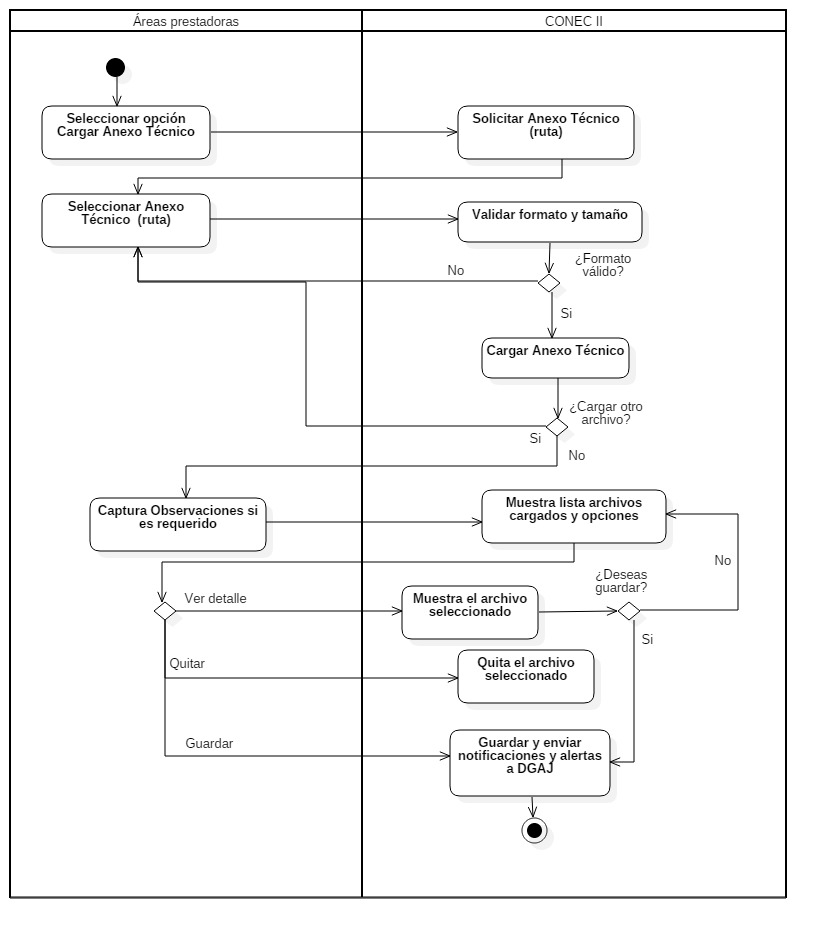 Áreas prestadoras
CONEC II
Seleccionar opción
Cargar Anexo Técnico
Solicitar Anexo Técnico
(ruta)
Seleccionar Anexo
Técnico (ruta)
Validar formato y tamaño
¿Formato
válido?
No
Si
Cargar Anexo Técnico
¿Cargar otro
archivo?
Si
No
Captura Observaciones si
es requerido
Muestra lista archivos
cargados y opciones
No
¿Deseas
guardar?
Ver detalle
Muestra el archivo
seleccionado
Si
Quitar
Quita el archivo
seleccionado
Guardar
Guardar y enviar
notificaciones y alertas
a DGAJ